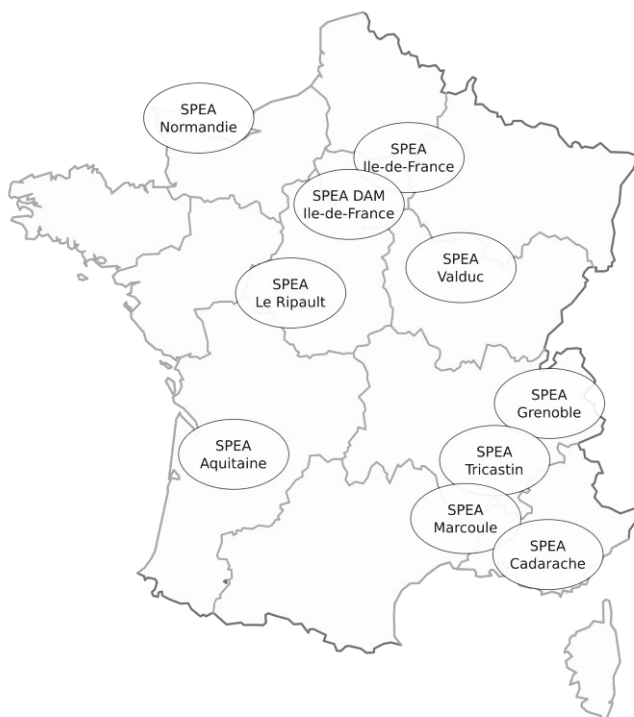 SPEA
Normandie
SPEA
Ile-de-France
SPEA DAM
Ile-de-France
SPEA
Valduc
SPEA
Le Ripault
SPEA
Grenoble
SPEA
Aquitaine
SPEA
Tricastin
SPEA
Marcoule
SPEA
Cadarache